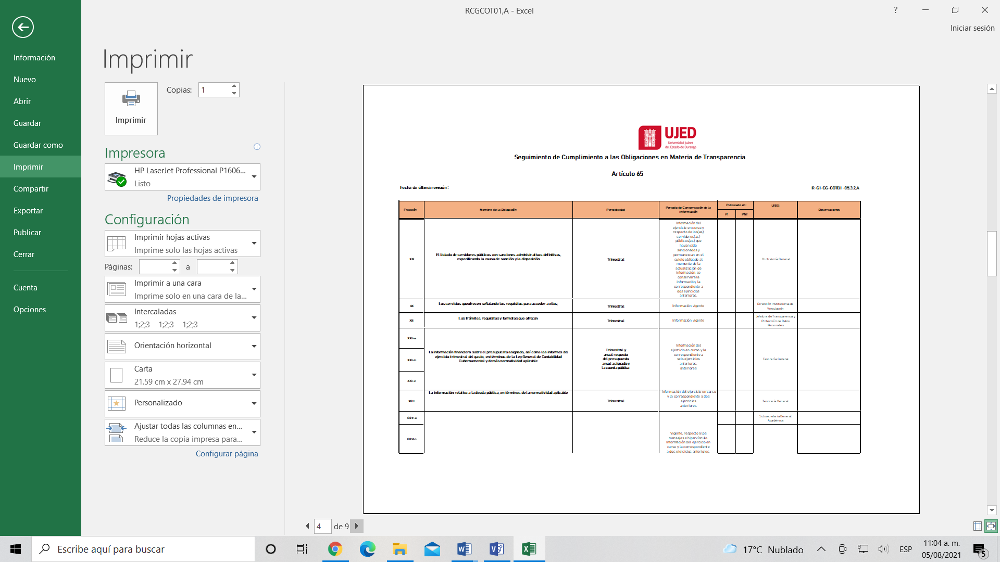 RCGCOT01,A - Excel
?
Iniciar sesión
Información
Nuevo
Abrir
Guardar
Guardar como
Imprimir
Compartir
Exportar
Publicar
Cerrar
Cuenta
Opciones
Imprimir
Imprimir
Copias: 1
Impresora
HP LaserJet Professional P1606...
Listo
Propiedades de impresora
Configuración
Imprimir hojas activas
Imprime solo las hojas activas
Páginas: a
Imprimir a una cara
Imprime solo en una cara de la...
Intercaladas
1;2;3 1;2;3 1;2;3
Orientación horizontal
Carta
21.59 cm x 27.94 cm
Personalizado
Ajustar todas las columnas en...
Reduce la copia impresa para...
Configurar página
UJED
Universidad Juárez
del Estado de Durango
Seguimiento de Cumplimiento a las Obligaciones en Materia de Transparencia
Artículo 65
Fecha de última revisión:
R-GI-CG-COTDI-05.3.2,A
Fracción
Nombre de la Obligación
Periodicidad
Periodo de Conservación de la
información
Publicado en:
PNT
URES
Observaciones
XIX
El listado de servidores públicos con sanciones administrativas definitivas,
especificando la causa de sanción y la disposición
Trimestral
Información del
ejercicio en curso y
respecto de los(as)
servidores(as)
públicos(as) que
hayan sido
sancionados y
permanezcan en el
sujeto obligado al
momento de la
actualización de
información, se
conservará la
información, la
correspondiente a
dos ejercicios
anteriores.
Contraloría General
XX
Los servicios que ofrecen señalando los requisitos para acceder a ellos;
Trimestral
Información vigente
Dirección Institucional de
Vinculación
XXI
Los trámites, requisitos y formatos que ofrecen
Trimestral
Información vigente
Jefatura de Transparencia y
Protección de Datos
Personales
XXII-a
XXII-b
XXII-c
La información financiera sobre el presupuesto asignado, así como los informes del
ejercicio trimestral del gasto, en términos de la Ley General de Contabilidad
Gubernamental y demás normatividad aplicable
Trimestral y
anual respecto
del presupuesto
anual asignado y
la cuenta pública
Información del
ejercicio en curso y la
correspondiente a
seis ejercicios
anteriores.
anteriores
Tesorería General
XXIII
La información relativa a la deuda pública, en términos de la normatividad aplicable
Trimestral
Información del ejercicio en curso
y la correspondiente a dos
ejercicios
anteriores
Tesorería General
XXIV-a
Subsecretaría General
Académica
XXIV-b
Vigente, respecto a los
mensajes e hipervínculo.
Información del ejercicio en
curso y la correspondiente
a dos ejercicios anteriores,
4 de 9
Escribe aquí para buscar
17°C Nublado
ESP
11:04 a. m.
05/08/2021
5